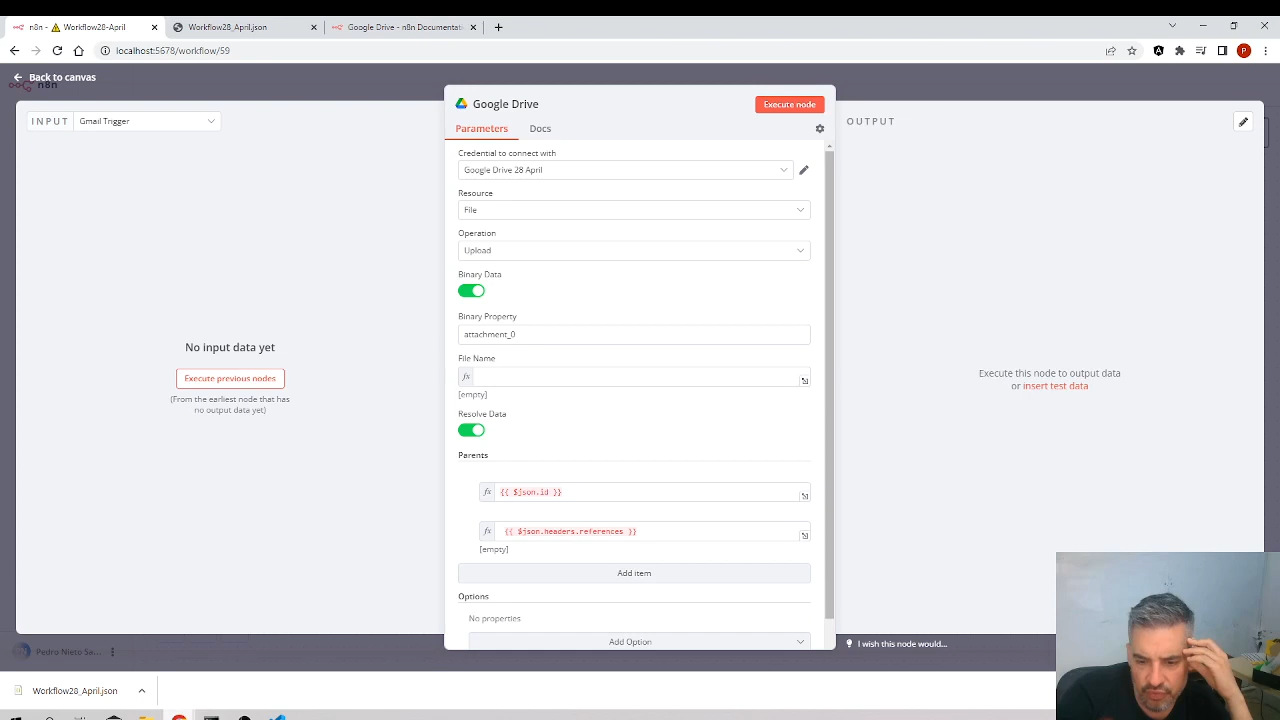 n8n - Workflow28-April
Workflow28_April.json
Google Drive - n8n Documentat
localhost:5678/workflow/59
P
Back to canvas
n8n
INPUT
Gmail Trigger
No input data yet
Execute previous nodes
(From the earliest node that has
no output data yet)
Google Drive
Execute node
Parameters
Docs
Credential to connect with
Google Drive 28 April
Resource
File
Operation
Upload
Binary Data
Binary Property
attachment_0
File Name
fx
[empty]
Resolve Data
Parents
fx {{ $json.id }}
fx {{ $json.headers.references }}
[empty]
Add item
Options
No properties
Add Option
OUTPUT
Execute this node to output data
or insert test data
I wish this node would...
Pedro Nieto Sa...
Workflow28_April.json